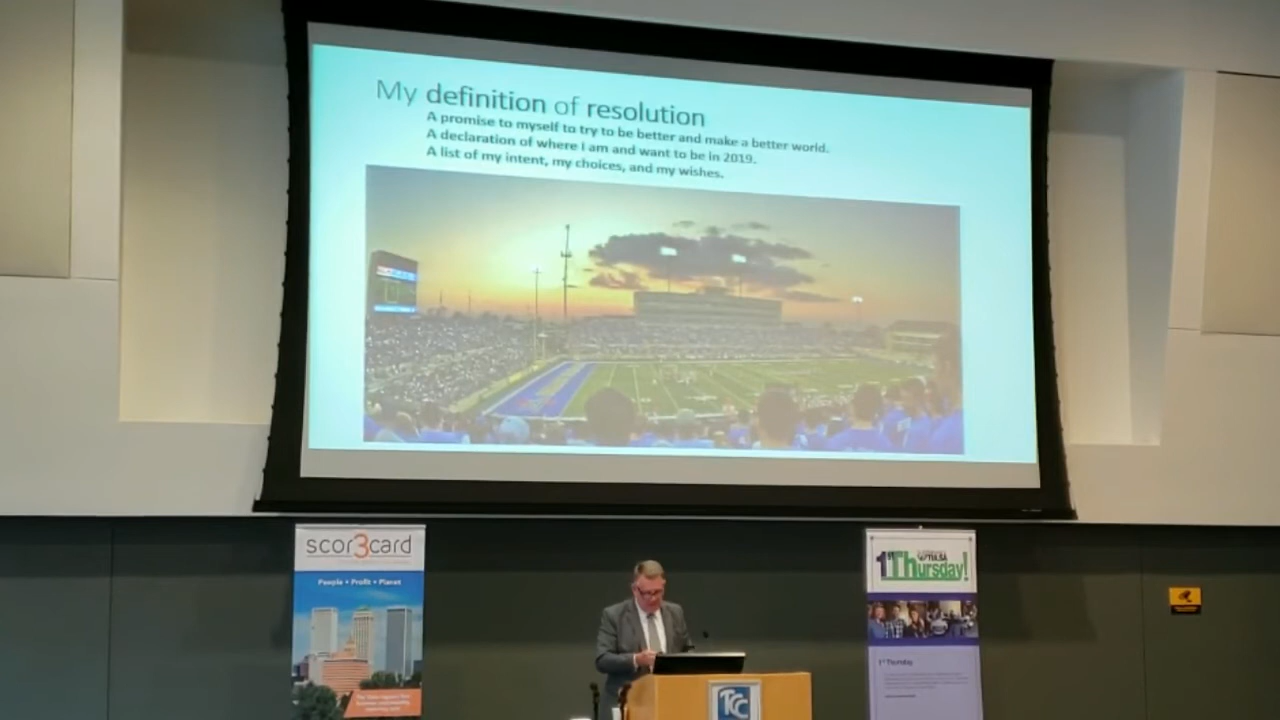 My definition of resolution
A promise to myself to try to be better and make a better world.
A declaration of where I am and want to be in 2019.
A list of my intent, my choices, and my wishes.
scor3card
People • Profit • Planet
1st Thursday!
TULSA
1st Thursday
TCC